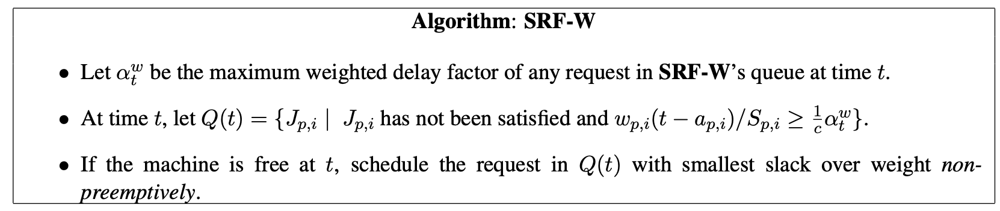 Algorithm: SRF-W
• Let α_t^w be the maximum weighted delay factor of any request in SRF-W's queue at time t.
• At time t, let Q(t) = {J_{p,i} | J_{p,i} has not been satisfied and w_{p,i}(t − a_{p,i})/S_{p,i} ≥ \frac{1}{c}α_t^w}.
• If the machine is free at t, schedule the request in Q(t) with smallest slack over weight non-
preemptively.